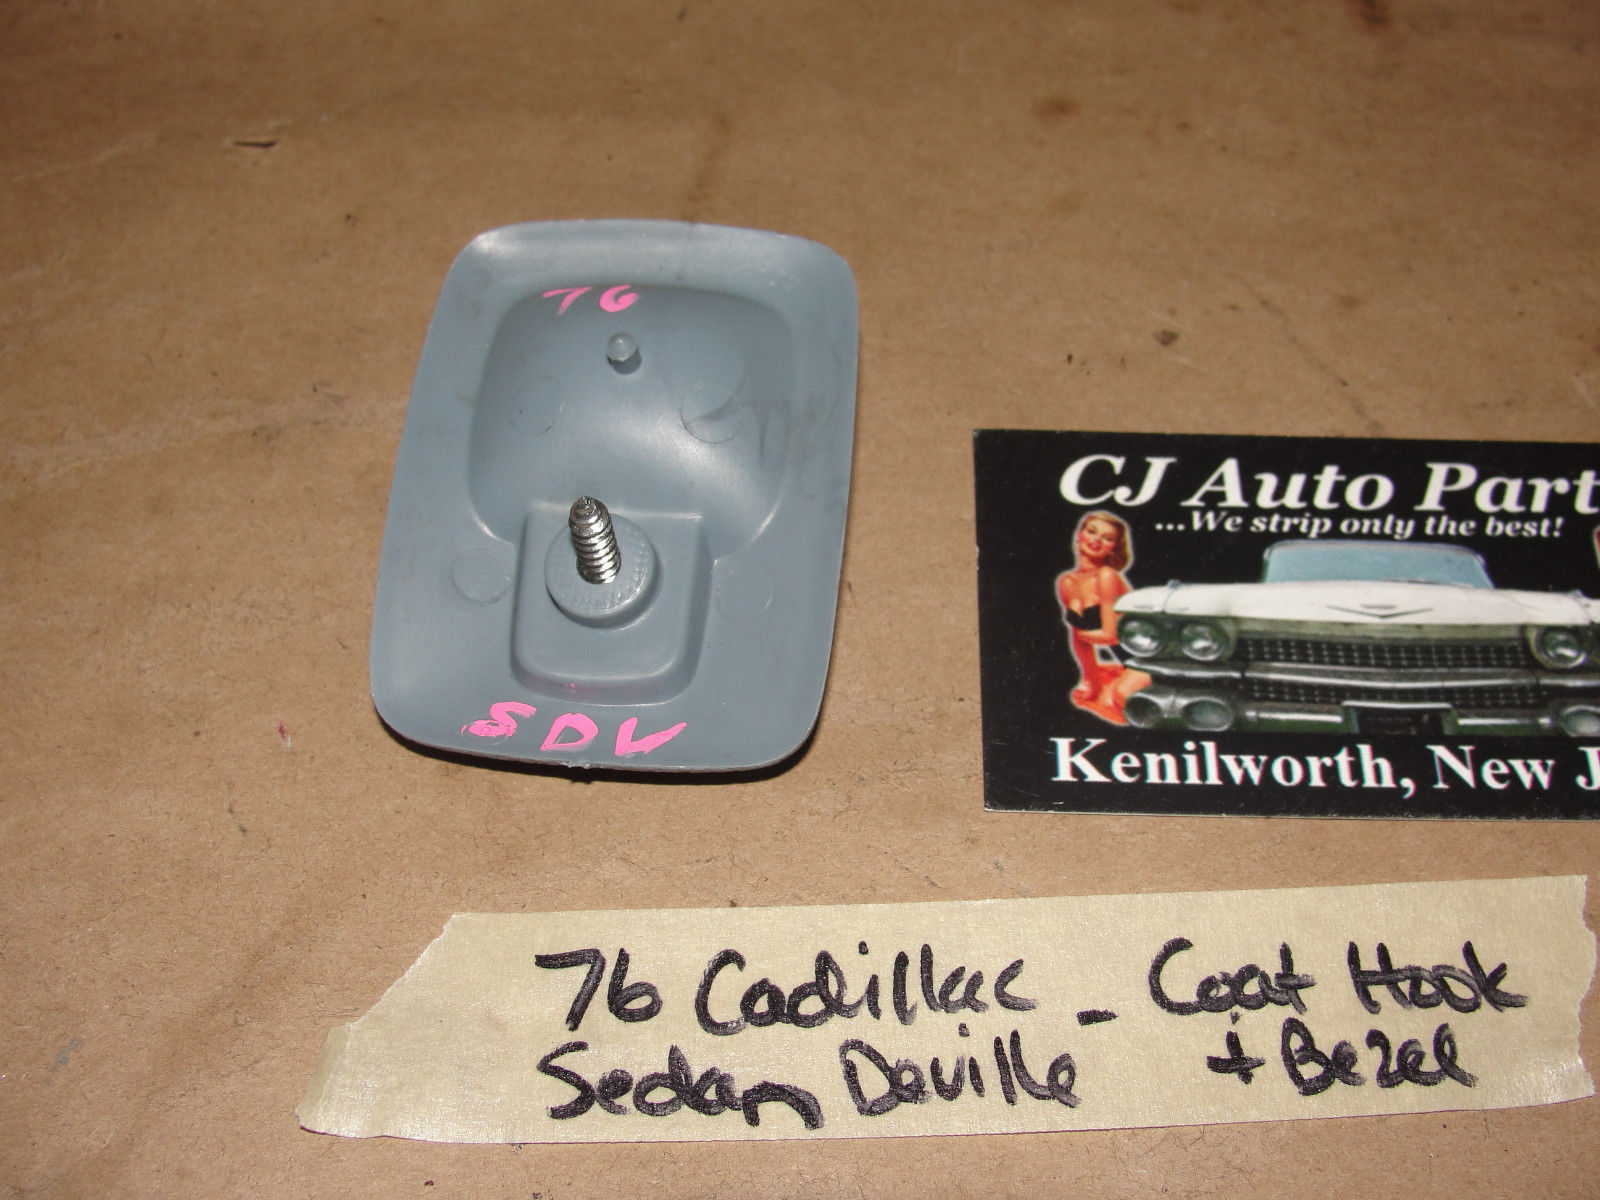 76
SDV
CJ Auto Part
...We strip only the best!
Kenilworth, New J
76 Cadillac - Coat Hook
Sedan Deville + Bezel